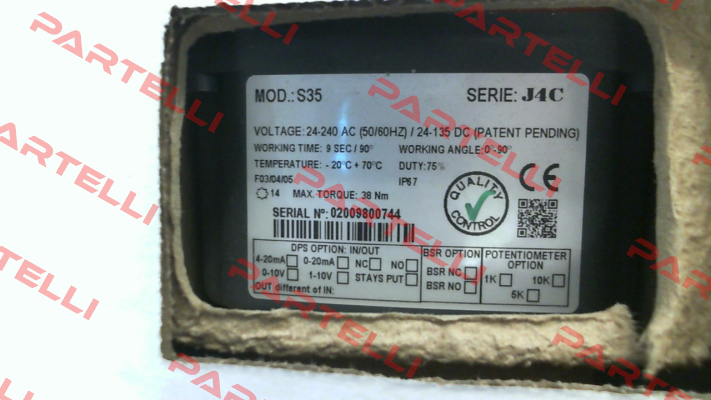 MOD.: S35 SERIE: J4C
VOLTAGE: 24-240 AC (50/60HZ) / 24-135 DC (PATENT PENDING)
WORKING TIME: 9 SEC / 90° WORKING ANGLE: 0°-90°
TEMPERATURE: - 20°C + 70°C DUTY: 75%
F03/04/05 IP67
14 MAX. TORQUE: 38 Nm
QUALITY CONTROL
CE
SERIAL Nº: 02009800744
DPS OPTION: IN/OUT
4-20mA 0-20mA NC NO
0-10V 1-10V STAYS PUT
OUT different of IN:
BSR OPTION
BSR NC
BSR NO
POTENTIOMETER
OPTION
1K 10K
5K
PARTELLI
PARTELLI
PARTELLI
PARTELLI
PARTELLI
PARTELLI
PARTELLI
PARTELLI